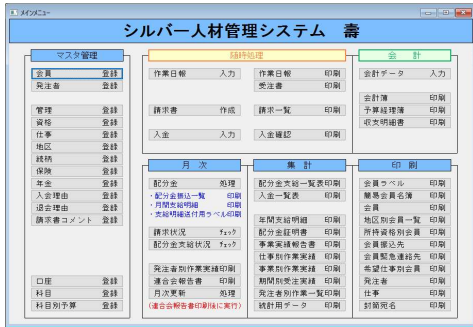 メインメニュー
シルバー人材管理システム 壽
マスタ管理
会員 登録
発注者 登録
管理 登録
資格 登録
仕事 登録
地区 登録
続柄 登録
保険 登録
年金 登録
入会理由 登録
退会理由 登録
請求書コメント 登録
口座 登録
科目 登録
科目別予算 登録
随時処理
作業日報 入力
作業日報 印刷
受注書 印刷
請求書 作成
請求一覧 印刷
入金 入力
入金確認 印刷
会 計
会計データ 入力
会計簿 印刷
予算経理簿 印刷
収支明細書 印刷
月 次
配分金 処理
・配分金振込一覧 印刷
・月間支給明細 印刷
・支給明細送付用ラベル印刷
請求状況 チェック
配分金支給状況 チェック
発注者別作業実績印刷
連合会報告書 印刷
月次更新 処理
(連合会報告書印刷後に実行)
集 計
配分金支給一覧表印刷
入金一覧表 印刷
年間支給明細 印刷
配分金証明書 印刷
事業実績報告書 印刷
仕事別作業実績 印刷
事業別作業実績 印刷
期間別受注実績 印刷
発注者別作業一覧印刷
統計用データ 印刷
印 刷
会員ラベル 印刷
簡易会員名簿 印刷
会員 印刷
地区別会員一覧 印刷
所持資格別会員 印刷
会員振込先 印刷
会員緊急連絡先 印刷
希望仕事別会員 印刷
発注者 印刷
仕事 印刷
封筒宛名 印刷